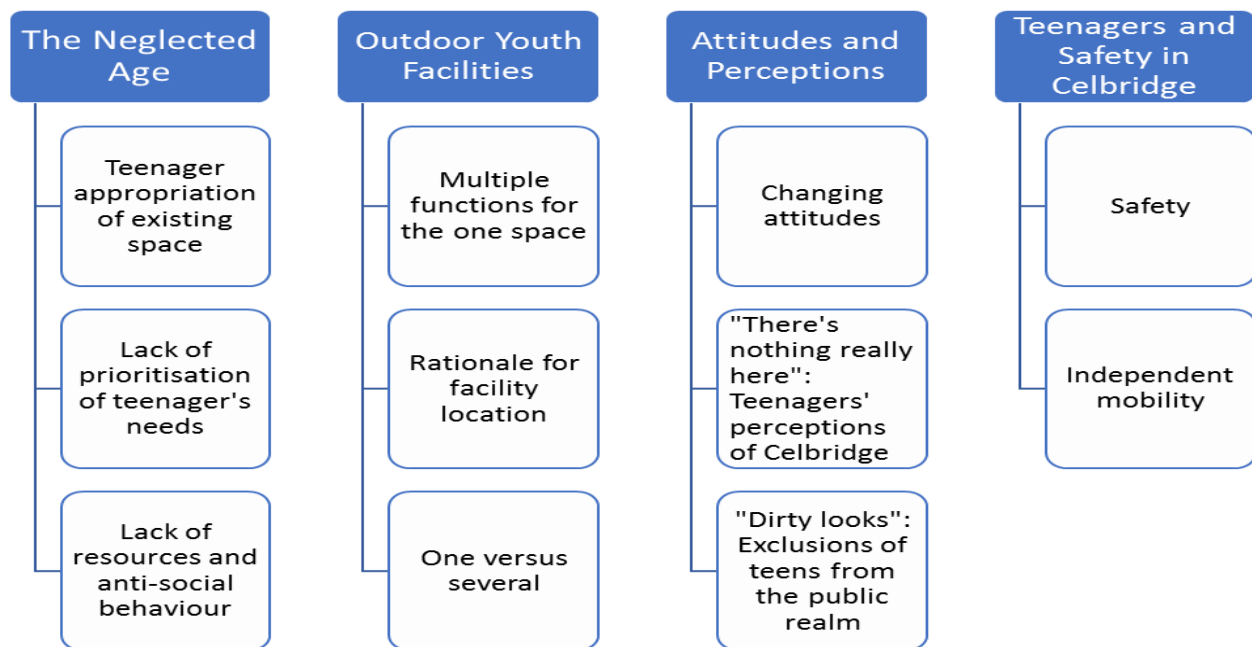 The Neglected
Age
Teenager
appropriation
of existing
space
Lack of
prioritisation
of teenager's
needs
Lack of
resources and
anti-social
behaviour
Outdoor Youth
Facilities
Multiple
functions for
the one space
Rationale for
facility
location
One versus
several
Attitudes and
Perceptions
Changing
attitudes
"There's
nothing really
here":
Teenagers'
perceptions
of Celbridge
"Dirty looks":
Exclusions of
teens from
the public
realm
Teenagers and
Safety in
Celbridge
Safety
Independent
mobility